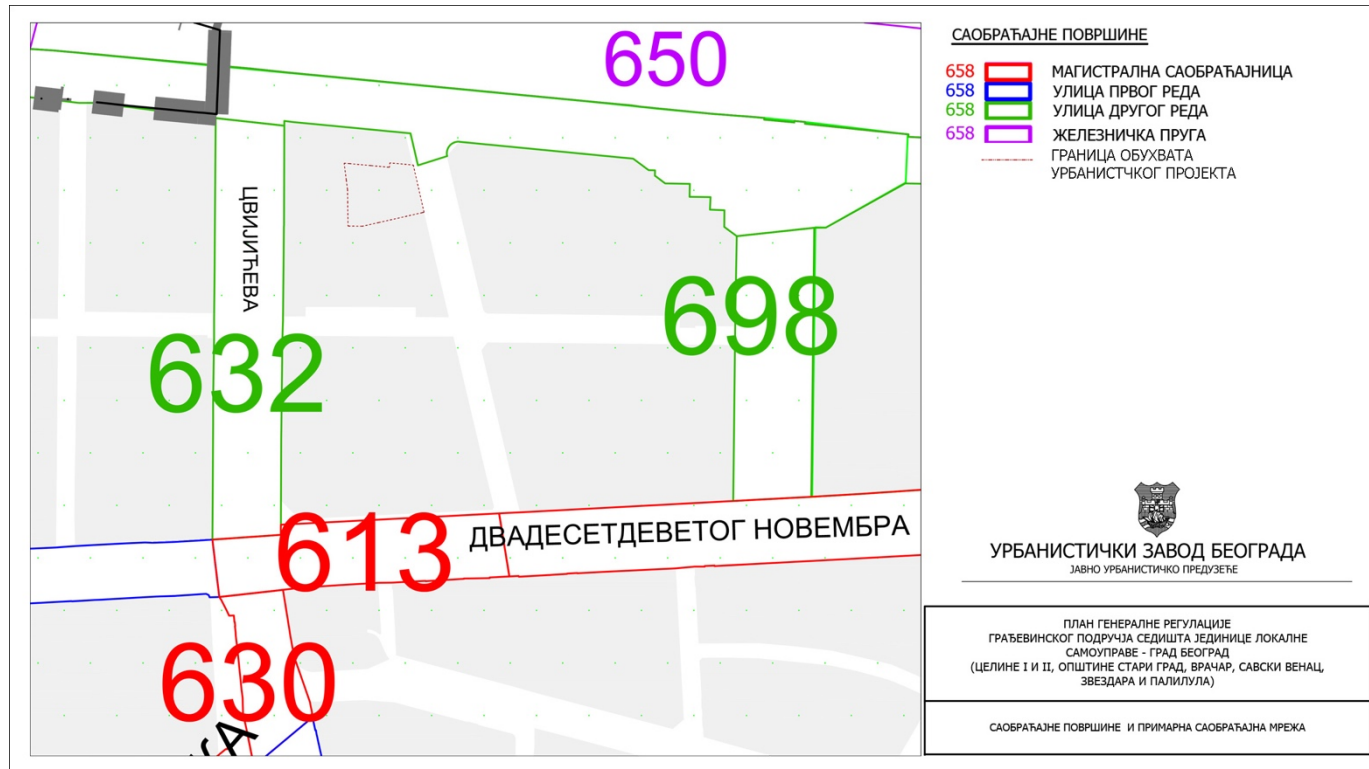 650
ЦВИЈИЋЕВА
632
698
613
ДВАДЕСЕТДЕВЕТОГ НОВЕМБРА
630
КА
САОБРАЋАЈНЕ ПОВРШИНЕ
658 МАГИСТРАЛНА САОБРАЋАЈНИЦА
658 УЛИЦА ПРВОГ РЕДА
658 УЛИЦА ДРУГОГ РЕДА
658 ЖЕЛЕЗНИЧКА ПРУГА
ГРАНИЦА ОБУХВАТА
УРБАНИСТЧКОГ ПРОЈЕКТА
УРБАНИСТИЧКИ ЗАВОД БЕОГРАДА
ЈАВНО УРБАНИСТИЧКО ПРЕДУЗЕЋЕ
ПЛАН ГЕНЕРАЛНЕ РЕГУЛАЦИЈЕ
ГРАЂЕВИНСКОГ ПОДРУЧЈА СЕДИШТА ЈЕДИНИЦЕ ЛОКАЛНЕ
САМОУПРАВЕ - ГРАД БЕОГРАД
(ЦЕЛИНЕ I И II, ОПШТИНЕ СТАРИ ГРАД, ВРАЧАР, САВСКИ ВЕНАЦ,
ЗВЕЗДАРА И ПАЛИЛУЛА)
САОБРАЋАЈНЕ ПОВРШИНЕ И ПРИМАРНА САОБРАЋАЈНА МРЕЖА